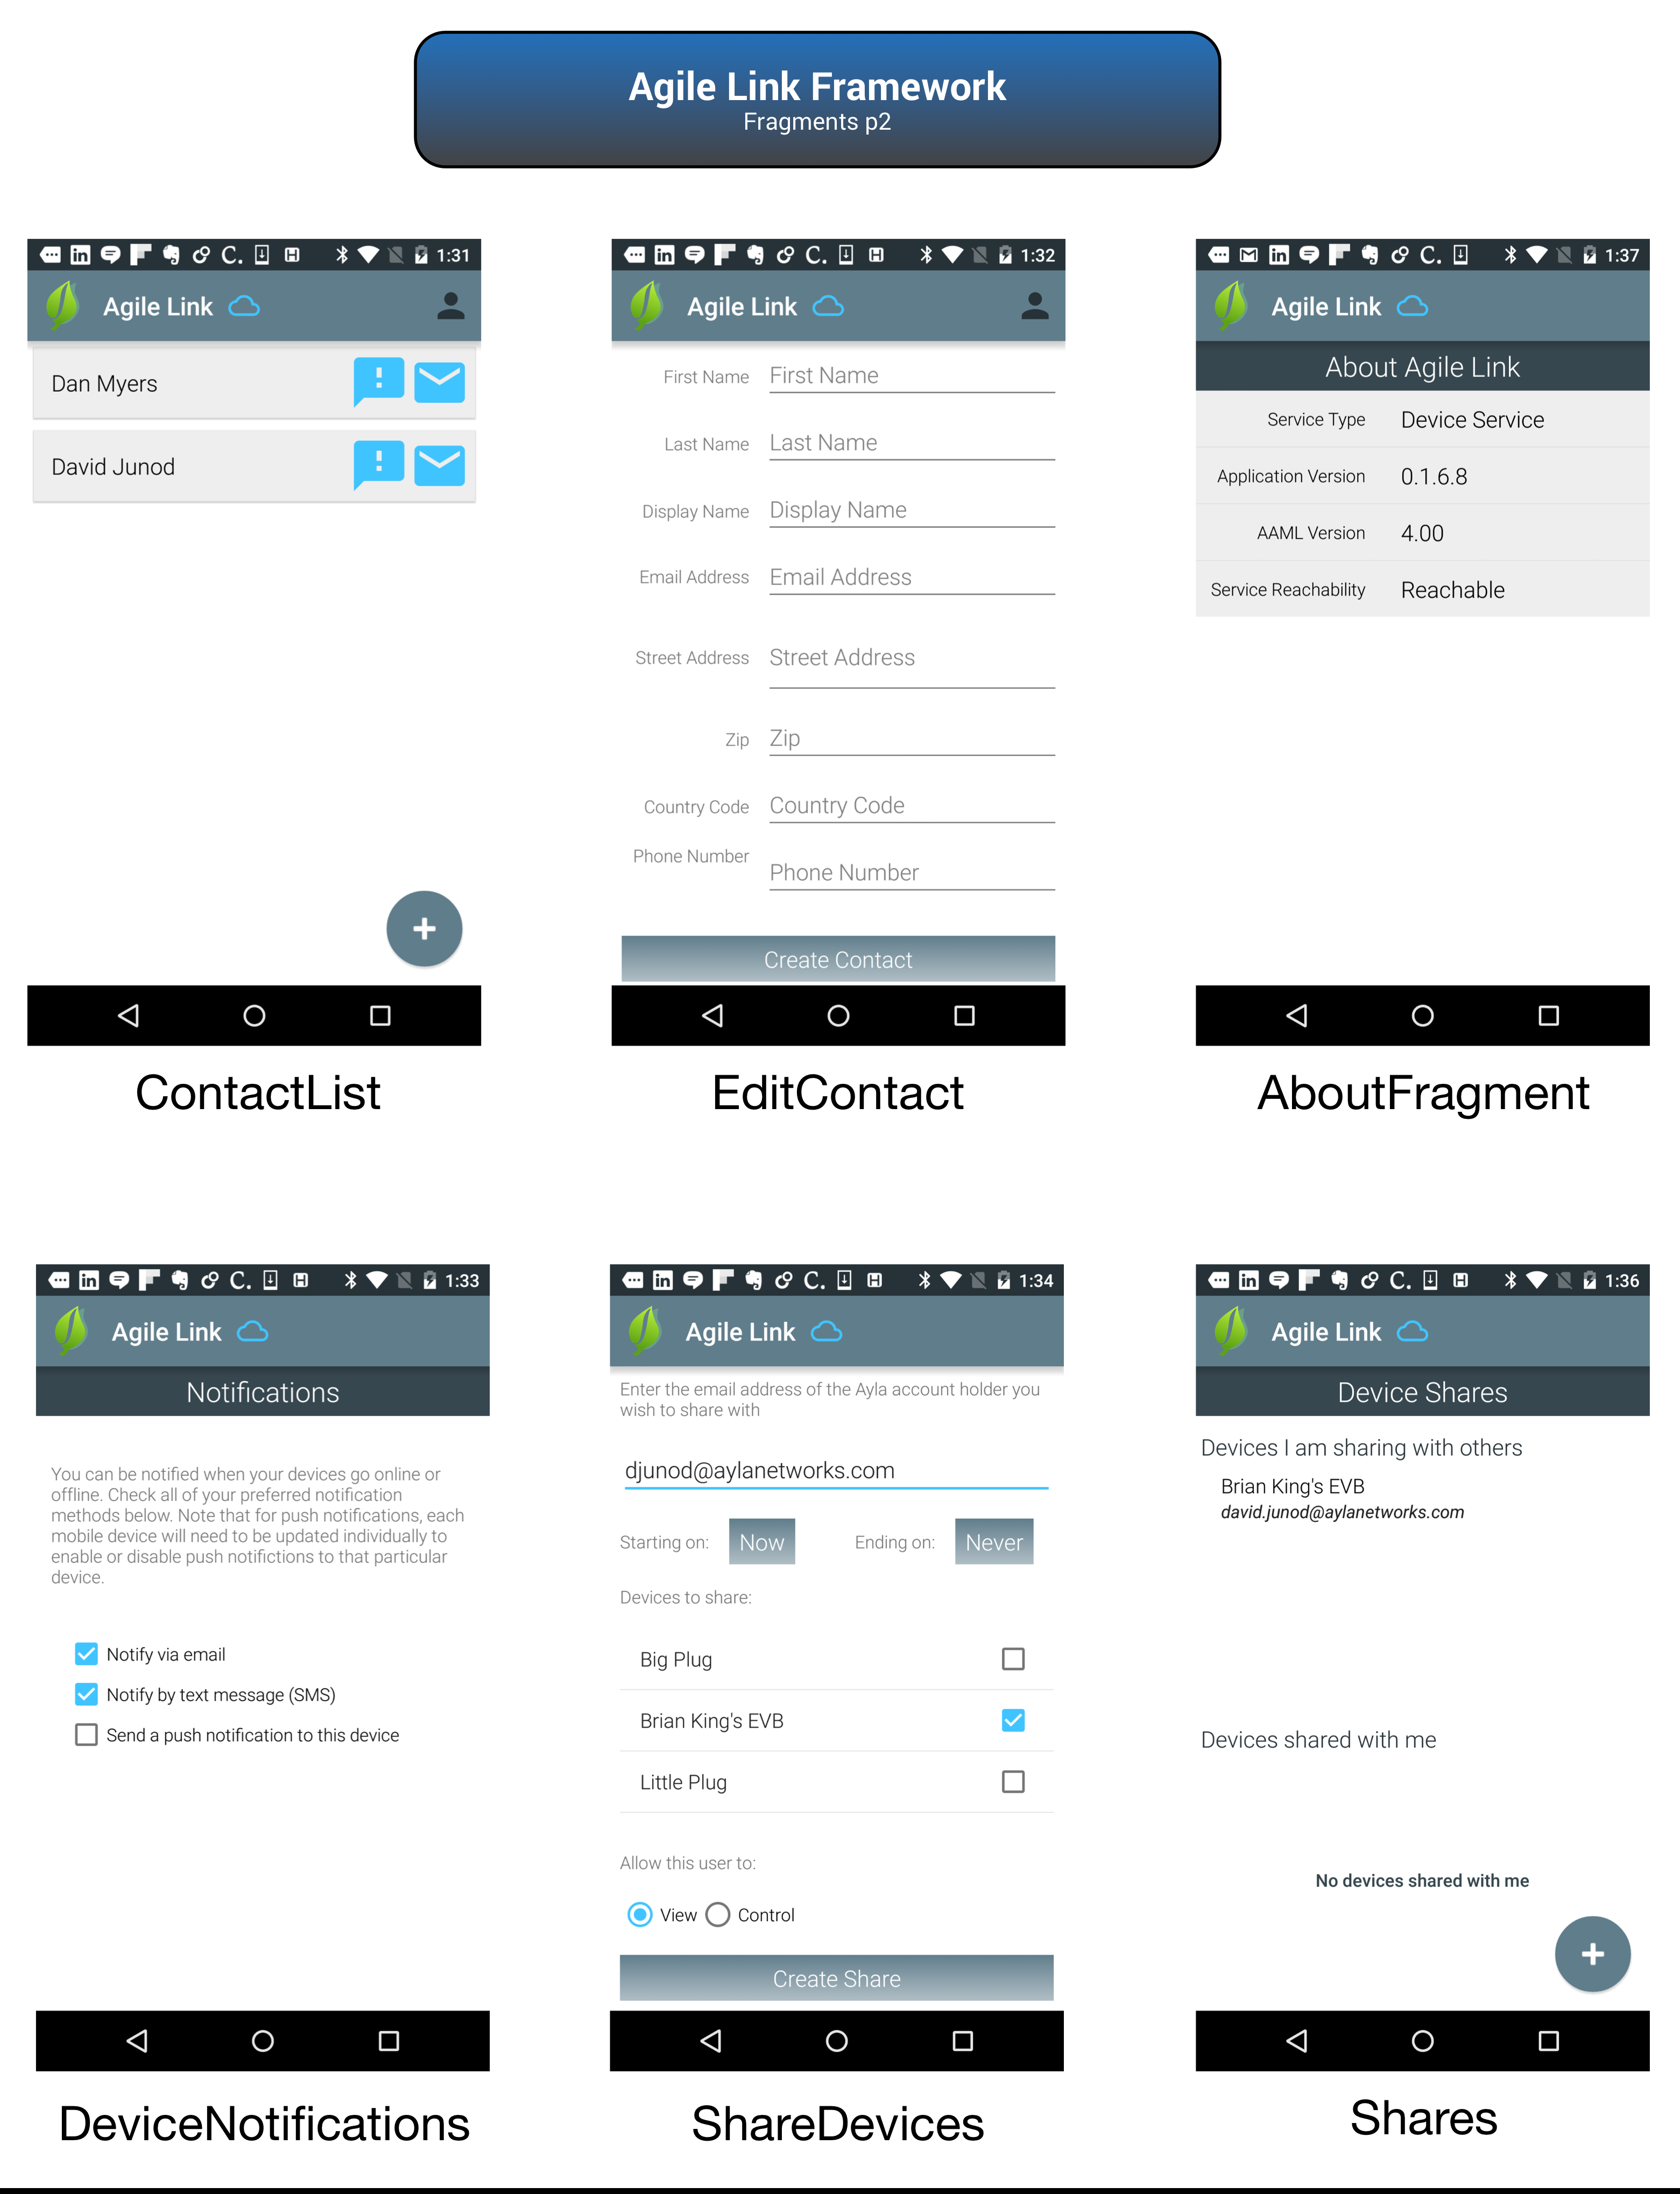 Agile Link Framework
Fragments p2
1:31
Agile Link
Dan Myers
David Junod
ContactList
1:32
Agile Link
First Name First Name
Last Name Last Name
Display Name Display Name
Email Address Email Address
Street Address Street Address
Zip Zip
Country Code Country Code
Phone Number Phone Number
Create Contact
EditContact
1:37
Agile Link
About Agile Link
Service Type Device Service
Application Version 0.1.6.8
AAML Version 4.00
Service Reachability Reachable
AboutFragment
1:33
Agile Link
Notifications
You can be notified when your devices go online or
offline. Check all of your preferred notification
methods below. Note that for push notifications, each
mobile device will need to be updated individually to
enable or disable push notifictions to that particular
device.
Notify via email
Notify by text message (SMS)
Send a push notification to this device
DeviceNotifications
1:34
Agile Link
Enter the email address of the Ayla account holder you
wish to share with
djunod@aylanetworks.com
Starting on: Now Ending on: Never
Devices to share:
Big Plug
Brian King's EVB
Little Plug
Allow this user to:
View Control
Create Share
ShareDevices
1:36
Agile Link
Device Shares
Devices I am sharing with others
Brian King's EVB
david.junod@aylanetworks.com
Devices shared with me
No devices shared with me
Shares